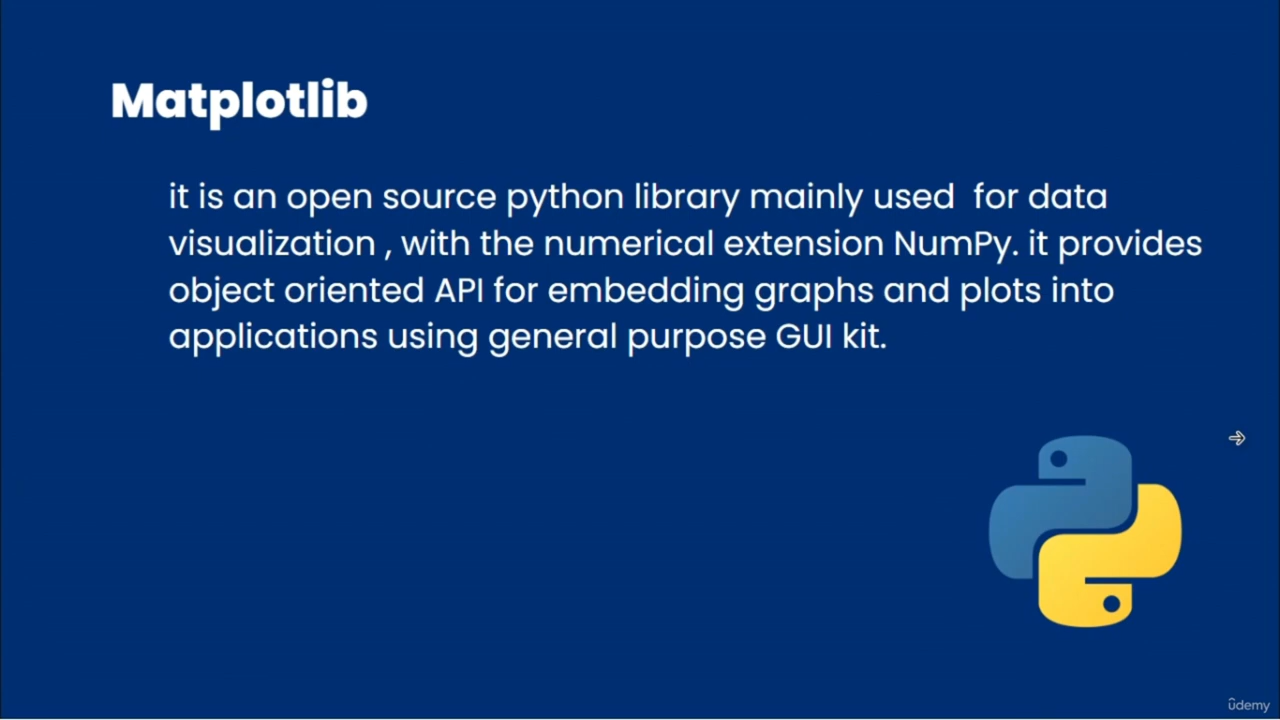 Matplotlib
it is an open source python library mainly used  for data
visualization , with the numerical extension NumPy. it provides
object oriented API for embedding graphs and plots into
applications using general purpose GUI kit.
ûdemy